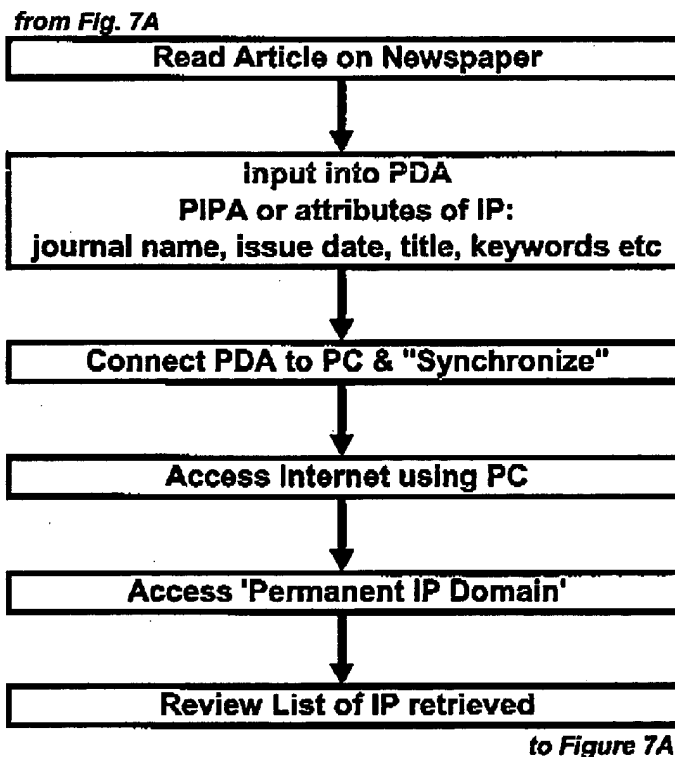 from Fig. 7A
Read Article on Newspaper
Input into PDA
PIPA or attributes of IP:
journal name, issue date, title, keywords etc
Connect PDA to PC & "Synchronize"
Access Internet using PC
Access 'Permanent IP Domain'
Review List of IP retrieved
to Figure 7A